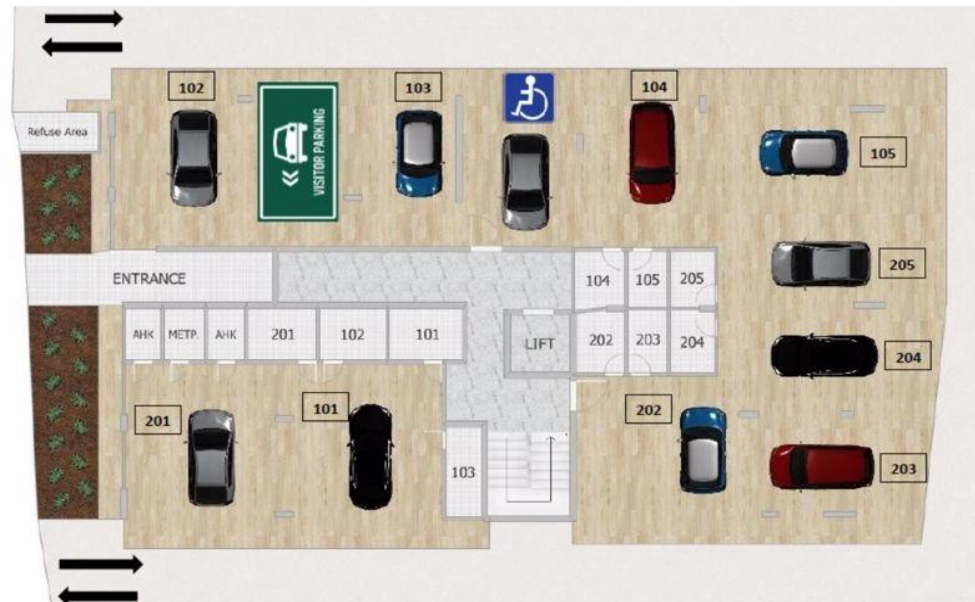 102
103
104
VISITOR PARKING
Refuse Area
105
ENTRANCE
104
105
205
205
AHK
METP.
AHK
201
102
101
LIFT
202
203
204
204
201
101
202
103
203